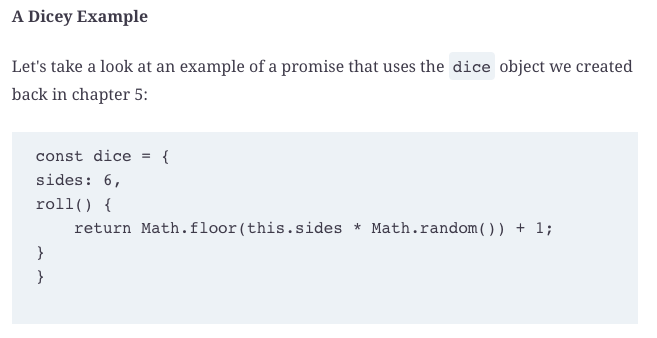 A Dicey Example
Let's take a look at an example of a promise that uses the dice object we created
back in chapter 5:
const dice = {
sides: 6,
roll() {
    return Math.floor(this.sides * Math.random()) + 1;
}
}